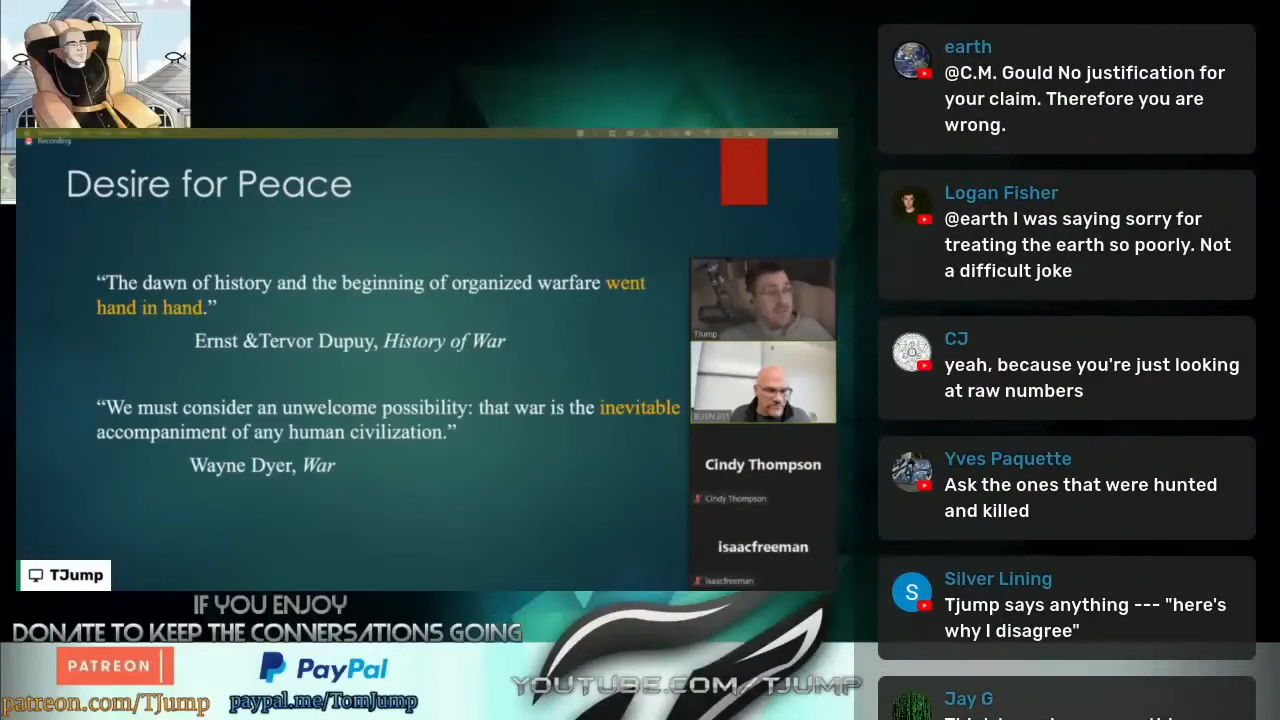 Recording
Desire for Peace
“The dawn of history and the beginning of organized warfare went
hand in hand.”
Ernst &Tervor Dupuy, History of War
“We must consider an unwelcome possibility: that war is the inevitable
accompaniment of any human civilization.”
Wayne Dyer, War
TJump
Cindy Thompson
Cindy Thompson
isaacfreeman
isaacfreeman
TJump
IF YOU ENJOY
DONATE TO KEEP THE CONVERSATIONS GOING
PATREON
PayPal
patreon.com/TJump
paypal.me/TomJump
YOUTUBE.COM/TJUMP
earth
@C.M. Gould No justification for
your claim. Therefore you are
wrong.
Logan Fisher
@earth I was saying sorry for
treating the earth so poorly. Not
a difficult joke
CJ
yeah, because you're just looking
at raw numbers
Yves Paquette
Ask the ones that were hunted
and killed
S
Silver Lining
Tjump says anything --- "here's
why I disagree"
Jay G